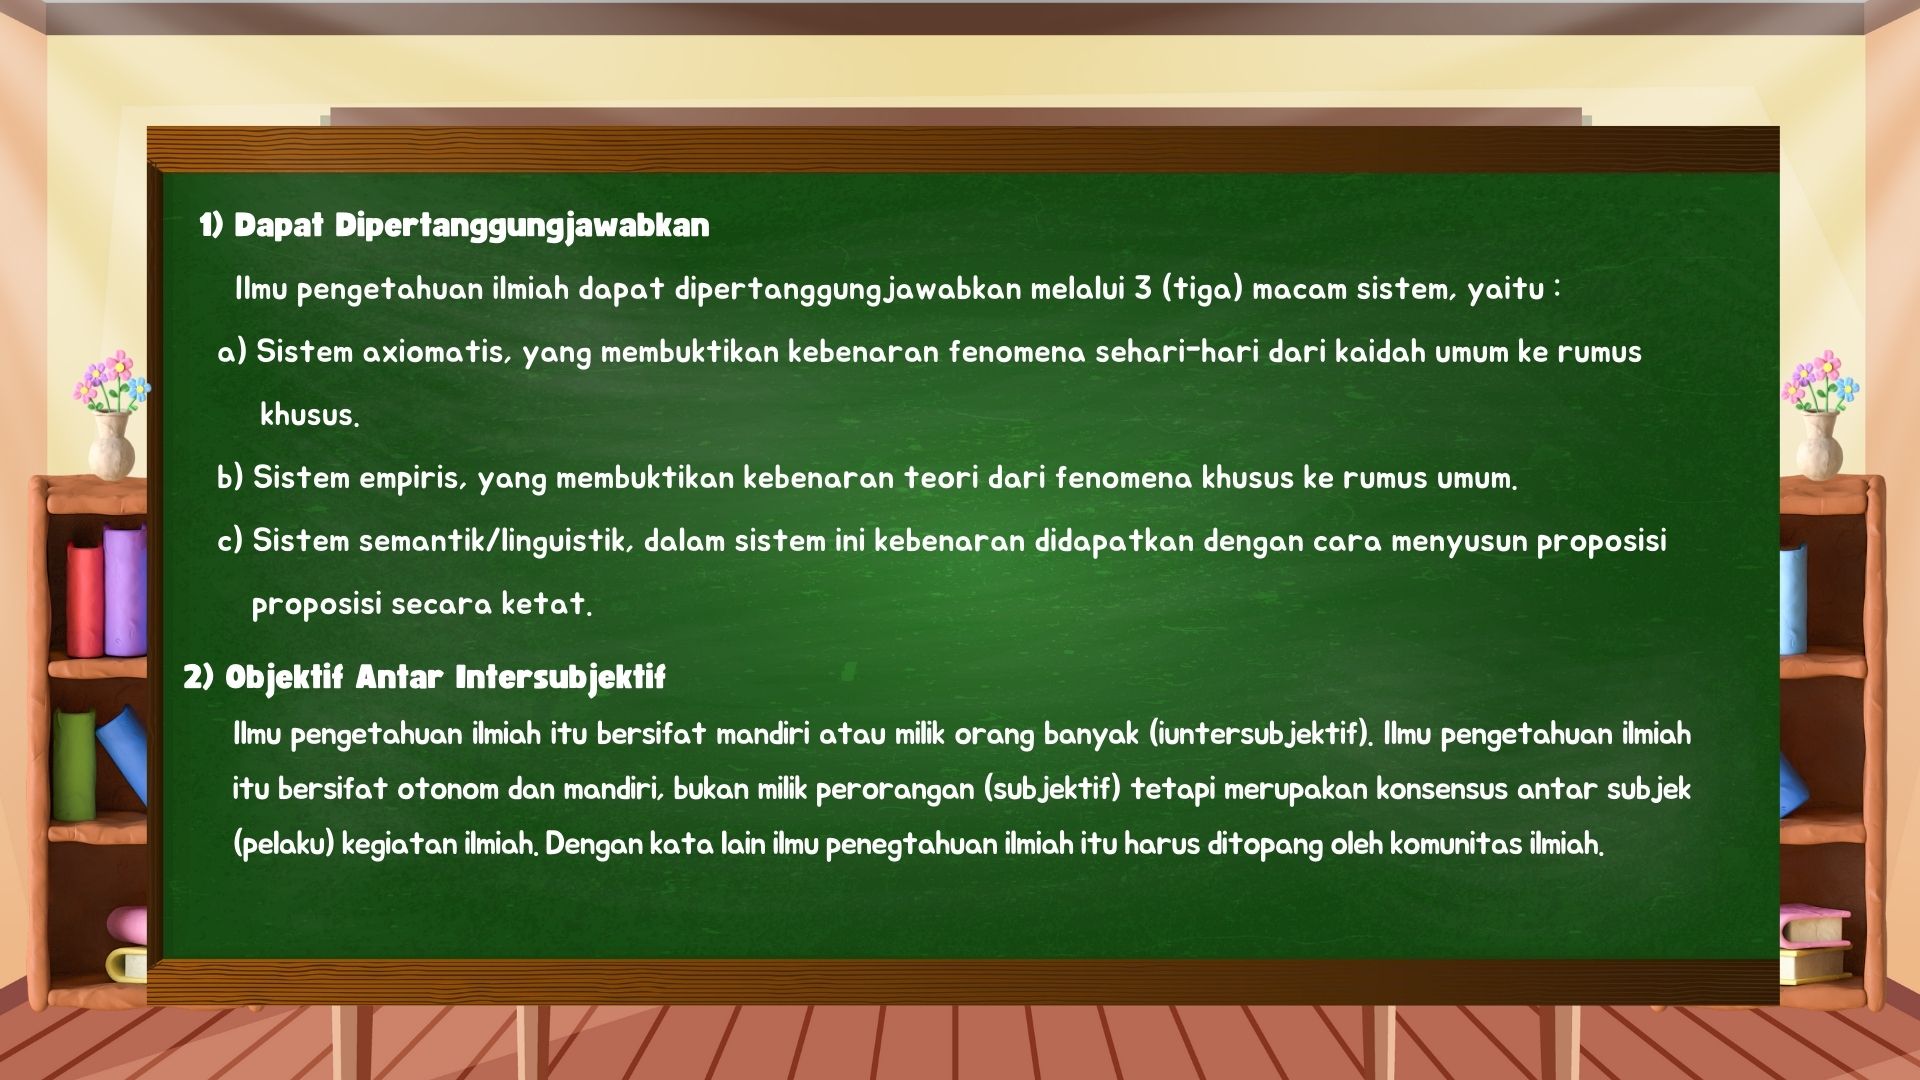 1) Dapat Dipertanggungjawabkan
Ilmu pengetahuan ilmiah dapat dipertanggungjawabkan melalui 3 (tiga) macam sistem, yaitu :
a) Sistem axiomatis, yang membuktikan kebenaran fenomena sehari-hari dari kaidah umum ke rumus
khusus.
b) Sistem empiris, yang membuktikan kebenaran teori dari fenomena khusus ke rumus umum.
c) Sistem semantik/linguistik, dalam sistem ini kebenaran didapatkan dengan cara menyusun proposisi
proposisi secara ketat.
2) Objektif Antar Intersubjektif
Ilmu pengetahuan ilmiah itu bersifat mandiri atau milik orang banyak (iuntersubjektif). Ilmu pengetahuan ilmiah
itu bersifat otonom dan mandiri, bukan milik perorangan (subjektif) tetapi merupakan konsensus antar subjek
(pelaku) kegiatan ilmiah. Dengan kata lain ilmu penegtahuan ilmiah itu harus ditopang oleh komunitas ilmiah.